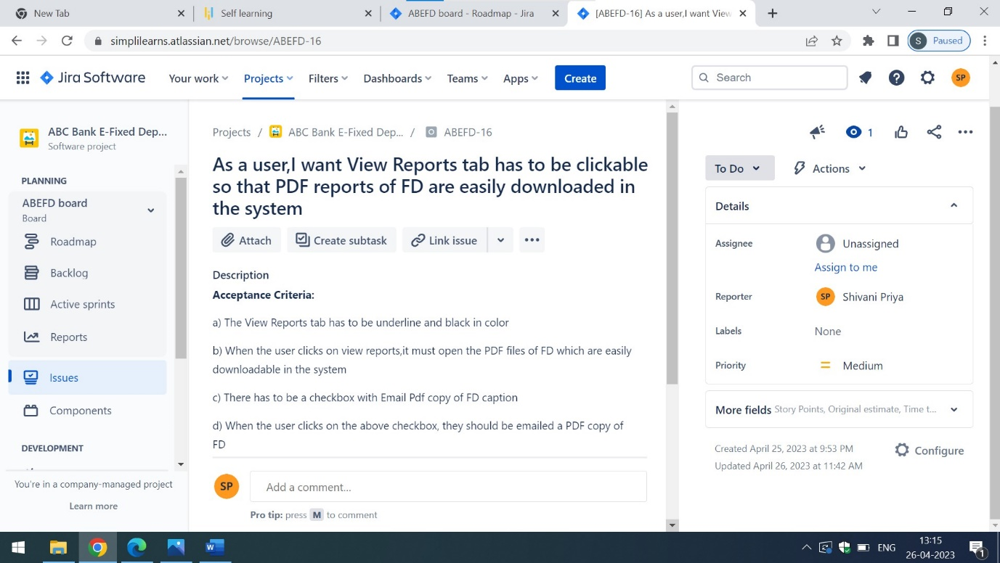 New Tab
Self learning
ABEFD board - Roadmap - Jira
[ABEFD-16] As a user,I want View
simplilearns.atlassian.net/browse/ABEFD-16
S Paused
Jira Software
Your work
Projects
Filters
Dashboards
Teams
Apps
Create
Search
SP
ABC Bank E-Fixed Dep...
Software project
PLANNING
ABEFD board
Board
Roadmap
Backlog
Active sprints
Reports
Issues
Components
DEVELOPMENT
You're in a company-managed project
Learn more
Projects / ABC Bank E-Fixed Dep... / ABEFD-16
As a user,I want View Reports tab has to be clickable
so that PDF reports of FD are easily downloaded in
the system
Attach
Create subtask
Link issue
Description
Acceptance Criteria:
a) The View Reports tab has to be underline and black in color
b) When the user clicks on view reports,it must open the PDF files of FD which are easily
downloadable in the system
c) There has to be a checkbox with Email Pdf copy of FD caption
d) When the user clicks on the above checkbox, they should be emailed a PDF copy of
FD
SP
Add a comment...
Pro tip: press M to comment
1
To Do
Actions
Details
Assignee
Unassigned
Assign to me
Reporter
SP Shivani Priya
Labels
None
Priority
Medium
More fields Story Points, Original estimate, Time t...
Created April 25, 2023 at 9:53 PM
Updated April 26, 2023 at 11:42 AM
Configure
W
ENG
13:15
26-04-2023
1